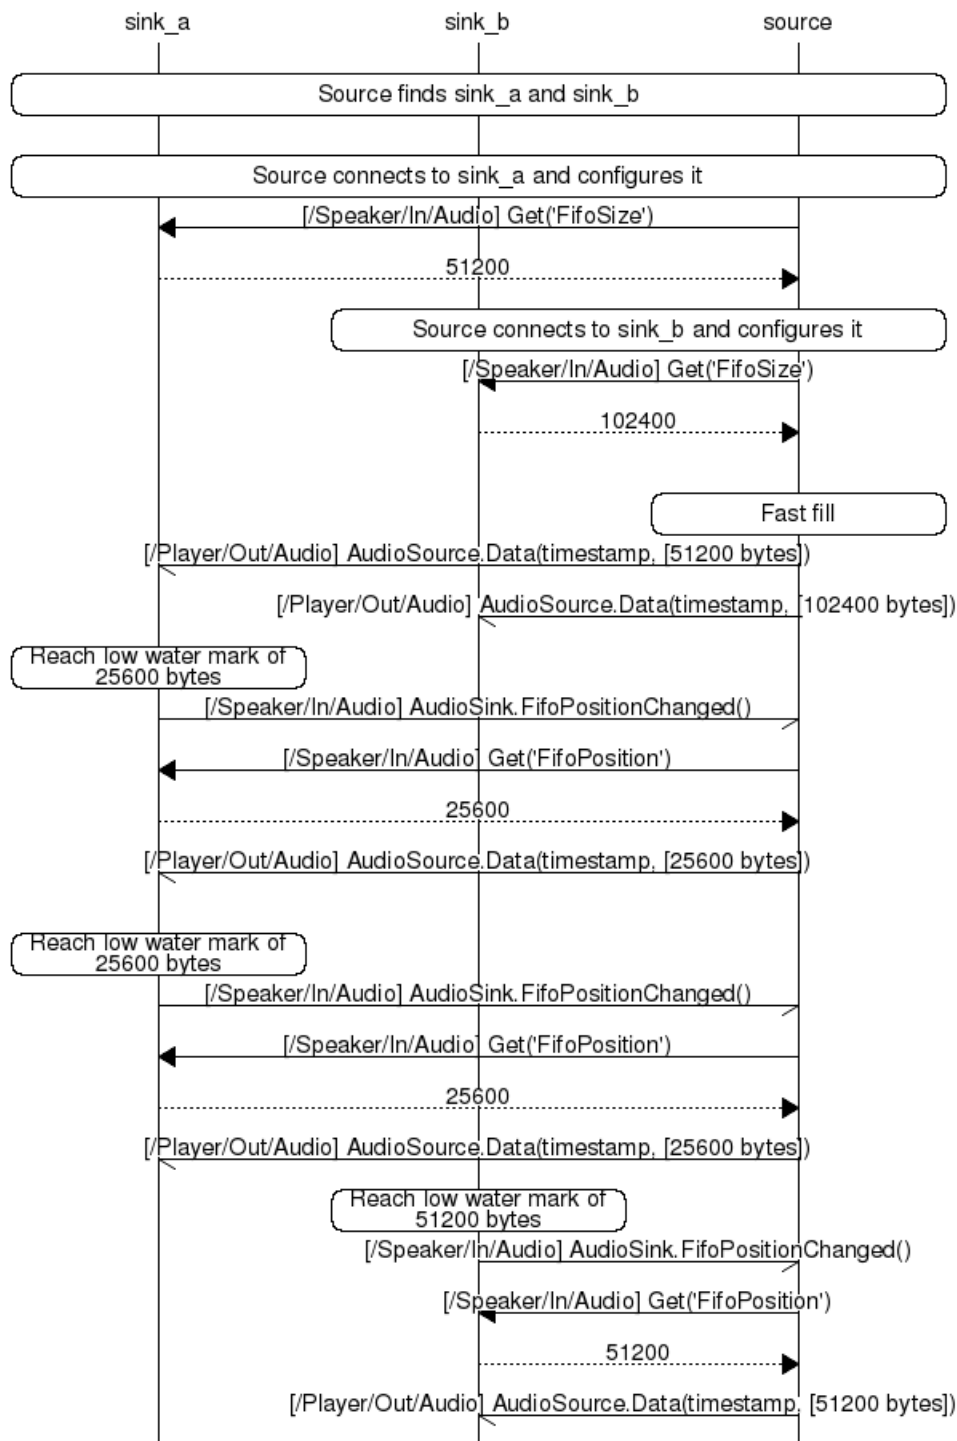 sink_a sink_b source
Source finds sink_a and sink_b
Source connects to sink_a and configures it
[/Speaker/In/Audio] Get('FifoSize')
51200
Source connects to sink_b and configures it
[/Speaker/In/Audio] Get('FifoSize')
102400
Fast fill
[/Player/Out/Audio] AudioSource.Data(timestamp, [51200 bytes])
[/Player/Out/Audio] AudioSource.Data(timestamp, [102400 bytes])
Reach low water mark of
25600 bytes
[/Speaker/In/Audio] AudioSink.FifoPositionChanged()
[/Speaker/In/Audio] Get('FifoPosition')
25600
[/Player/Out/Audio] AudioSource.Data(timestamp, [25600 bytes])
Reach low water mark of
25600 bytes
[/Speaker/In/Audio] AudioSink.FifoPositionChanged()
[/Speaker/In/Audio] Get('FifoPosition')
25600
[/Player/Out/Audio] AudioSource.Data(timestamp, [25600 bytes])
Reach low water mark of
51200 bytes
[/Speaker/In/Audio] AudioSink.FifoPositionChanged()
[/Speaker/In/Audio] Get('FifoPosition')
51200
[/Player/Out/Audio] AudioSource.Data(timestamp, [51200 bytes])